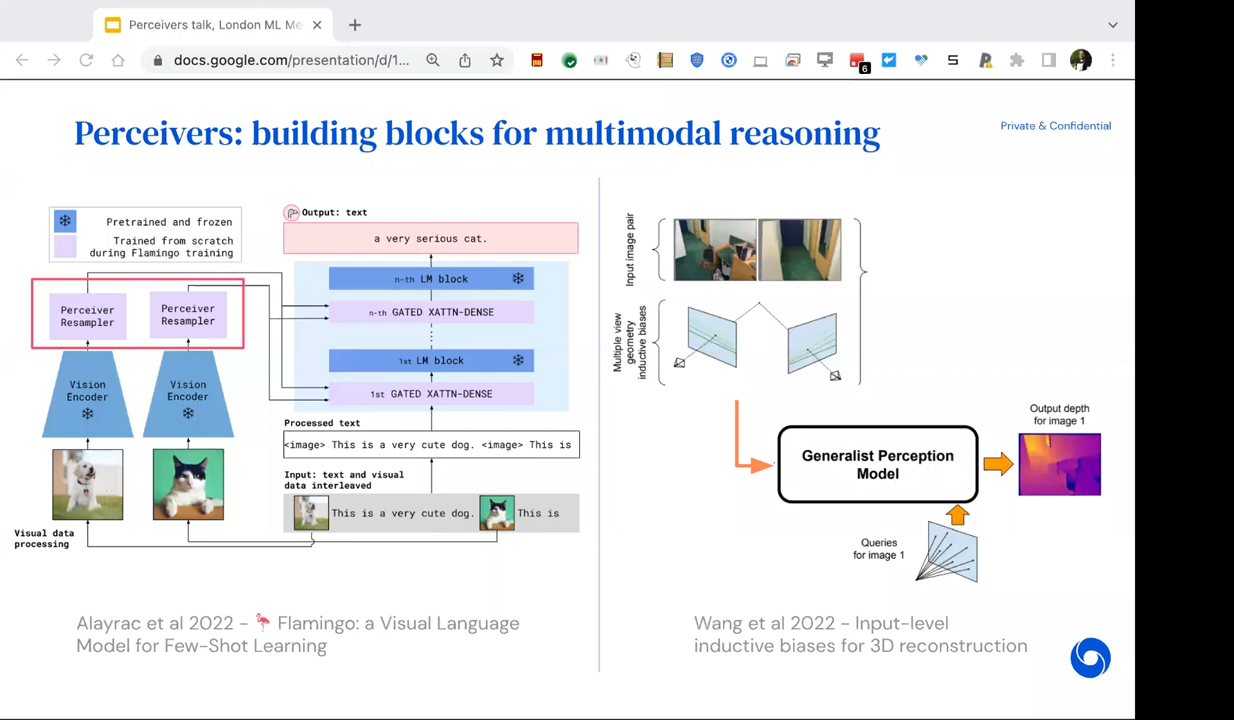 Perceivers talk, London ML Me
docs.google.com/presentation/d/1...
6
S
Perceivers: building blocks for multimodal reasoning
Private & Confidential
Pretrained and frozen
Trained from scratch
during Flamingo training
Perceiver
Resampler
Perceiver
Resampler
Vision
Encoder
Vision
Encoder
Visual data
processing
Output: text
a very serious cat.
n-th LM block
n-th GATED XATTN-DENSE
1st LM block
1st GATED XATTN-DENSE
Processed text
<image> This is a very cute dog. <image> This is
Input: text and visual
data interleaved
This is a very cute dog.
This is
Alayrac et al 2022 - 🦩 Flamingo: a Visual Language
Model for Few-Shot Learning
Input image pair
Multiple view
geometry
inductive biases
Generalist Perception
Model
Output depth
for image 1
Queries
for image 1
Wang et al 2022 - Input-level
inductive biases for 3D reconstruction